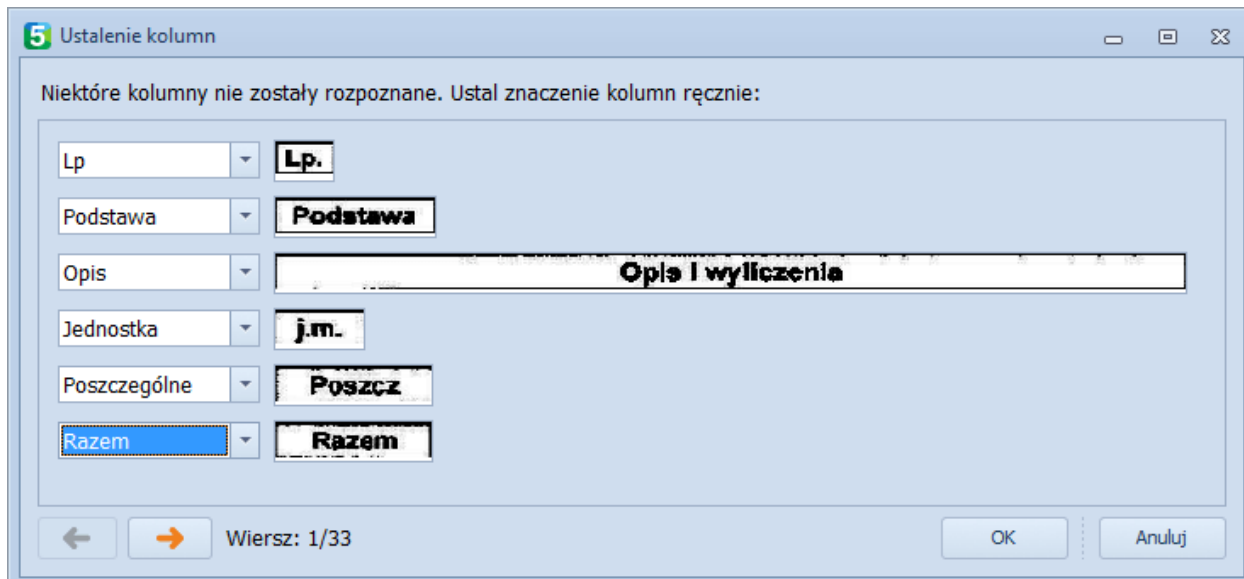 5 Ustalenie kolumn
Niektóre kolumny nie zostały rozpoznane. Ustal znaczenie kolumn ręcznie:
Lp Lp.
Podstawa Podstawa
Opis Opis i wyliczenia
Jednostka j.m.
Poszczególne Poszcz
Razem Razem
Wiersz: 1/33 OK Anuluj